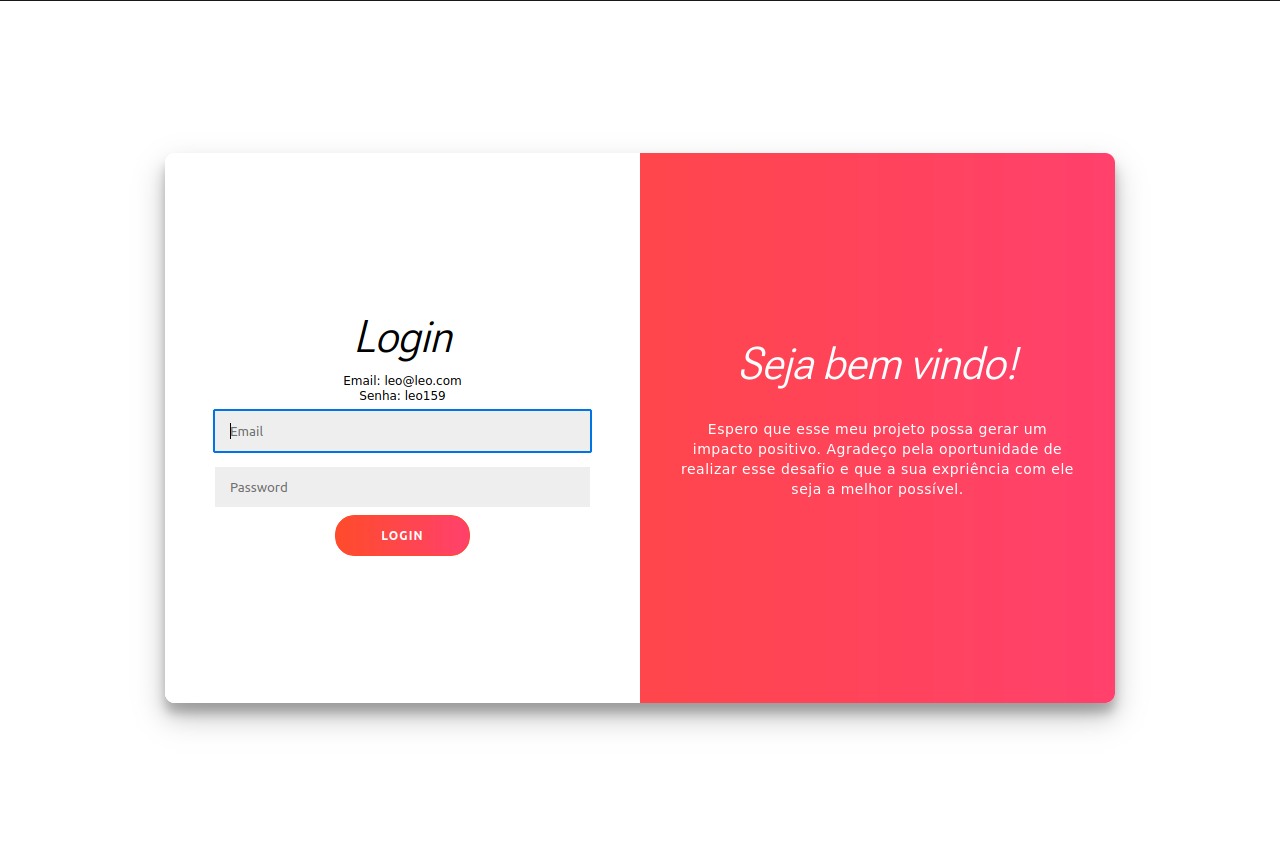 Login
Email: leo@leo.com
Senha: leo159
Email
Password
LOGIN
Seja bem vindo!
Espero que esse meu projeto possa gerar um
impacto positivo. Agradeço pela oportunidade de
realizar esse desafio e que a sua expriência com ele
seja a melhor possível.